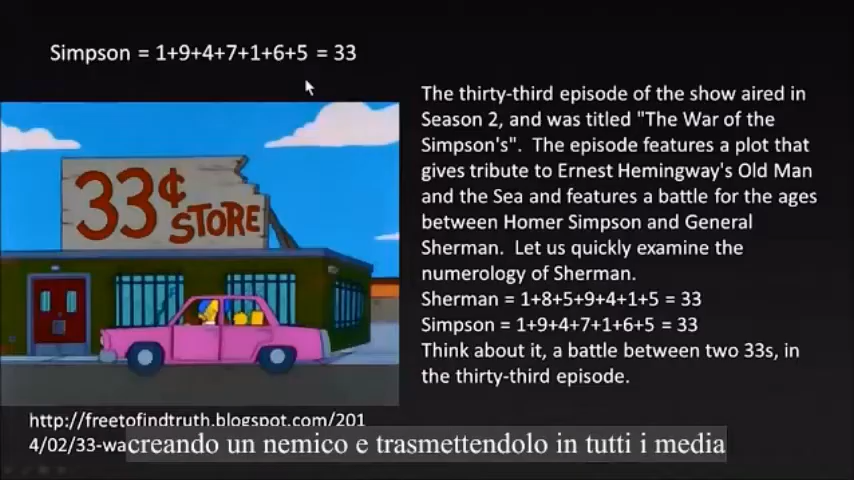 Simpson = 1+9+4+7+1+6+5 = 33
33¢
STORE
The thirty-third episode of the show aired in
Season 2, and was titled "The War of the
Simpson's". The episode features a plot that
gives tribute to Ernest Hemingway's Old Man
and the Sea and features a battle for the ages
between Homer Simpson and General
Sherman. Let us quickly examine the
numerology of Sherman.
Sherman = 1+8+5+9+4+1+5 = 33
Simpson = 1+9+4+7+1+6+5 = 33
Think about it, a battle between two 33s, in
the thirty-third episode.
http://freetofindtruth.blogspot.com/201
4/02/33-wa
creando un nemico e trasmettendolo in tutti i media